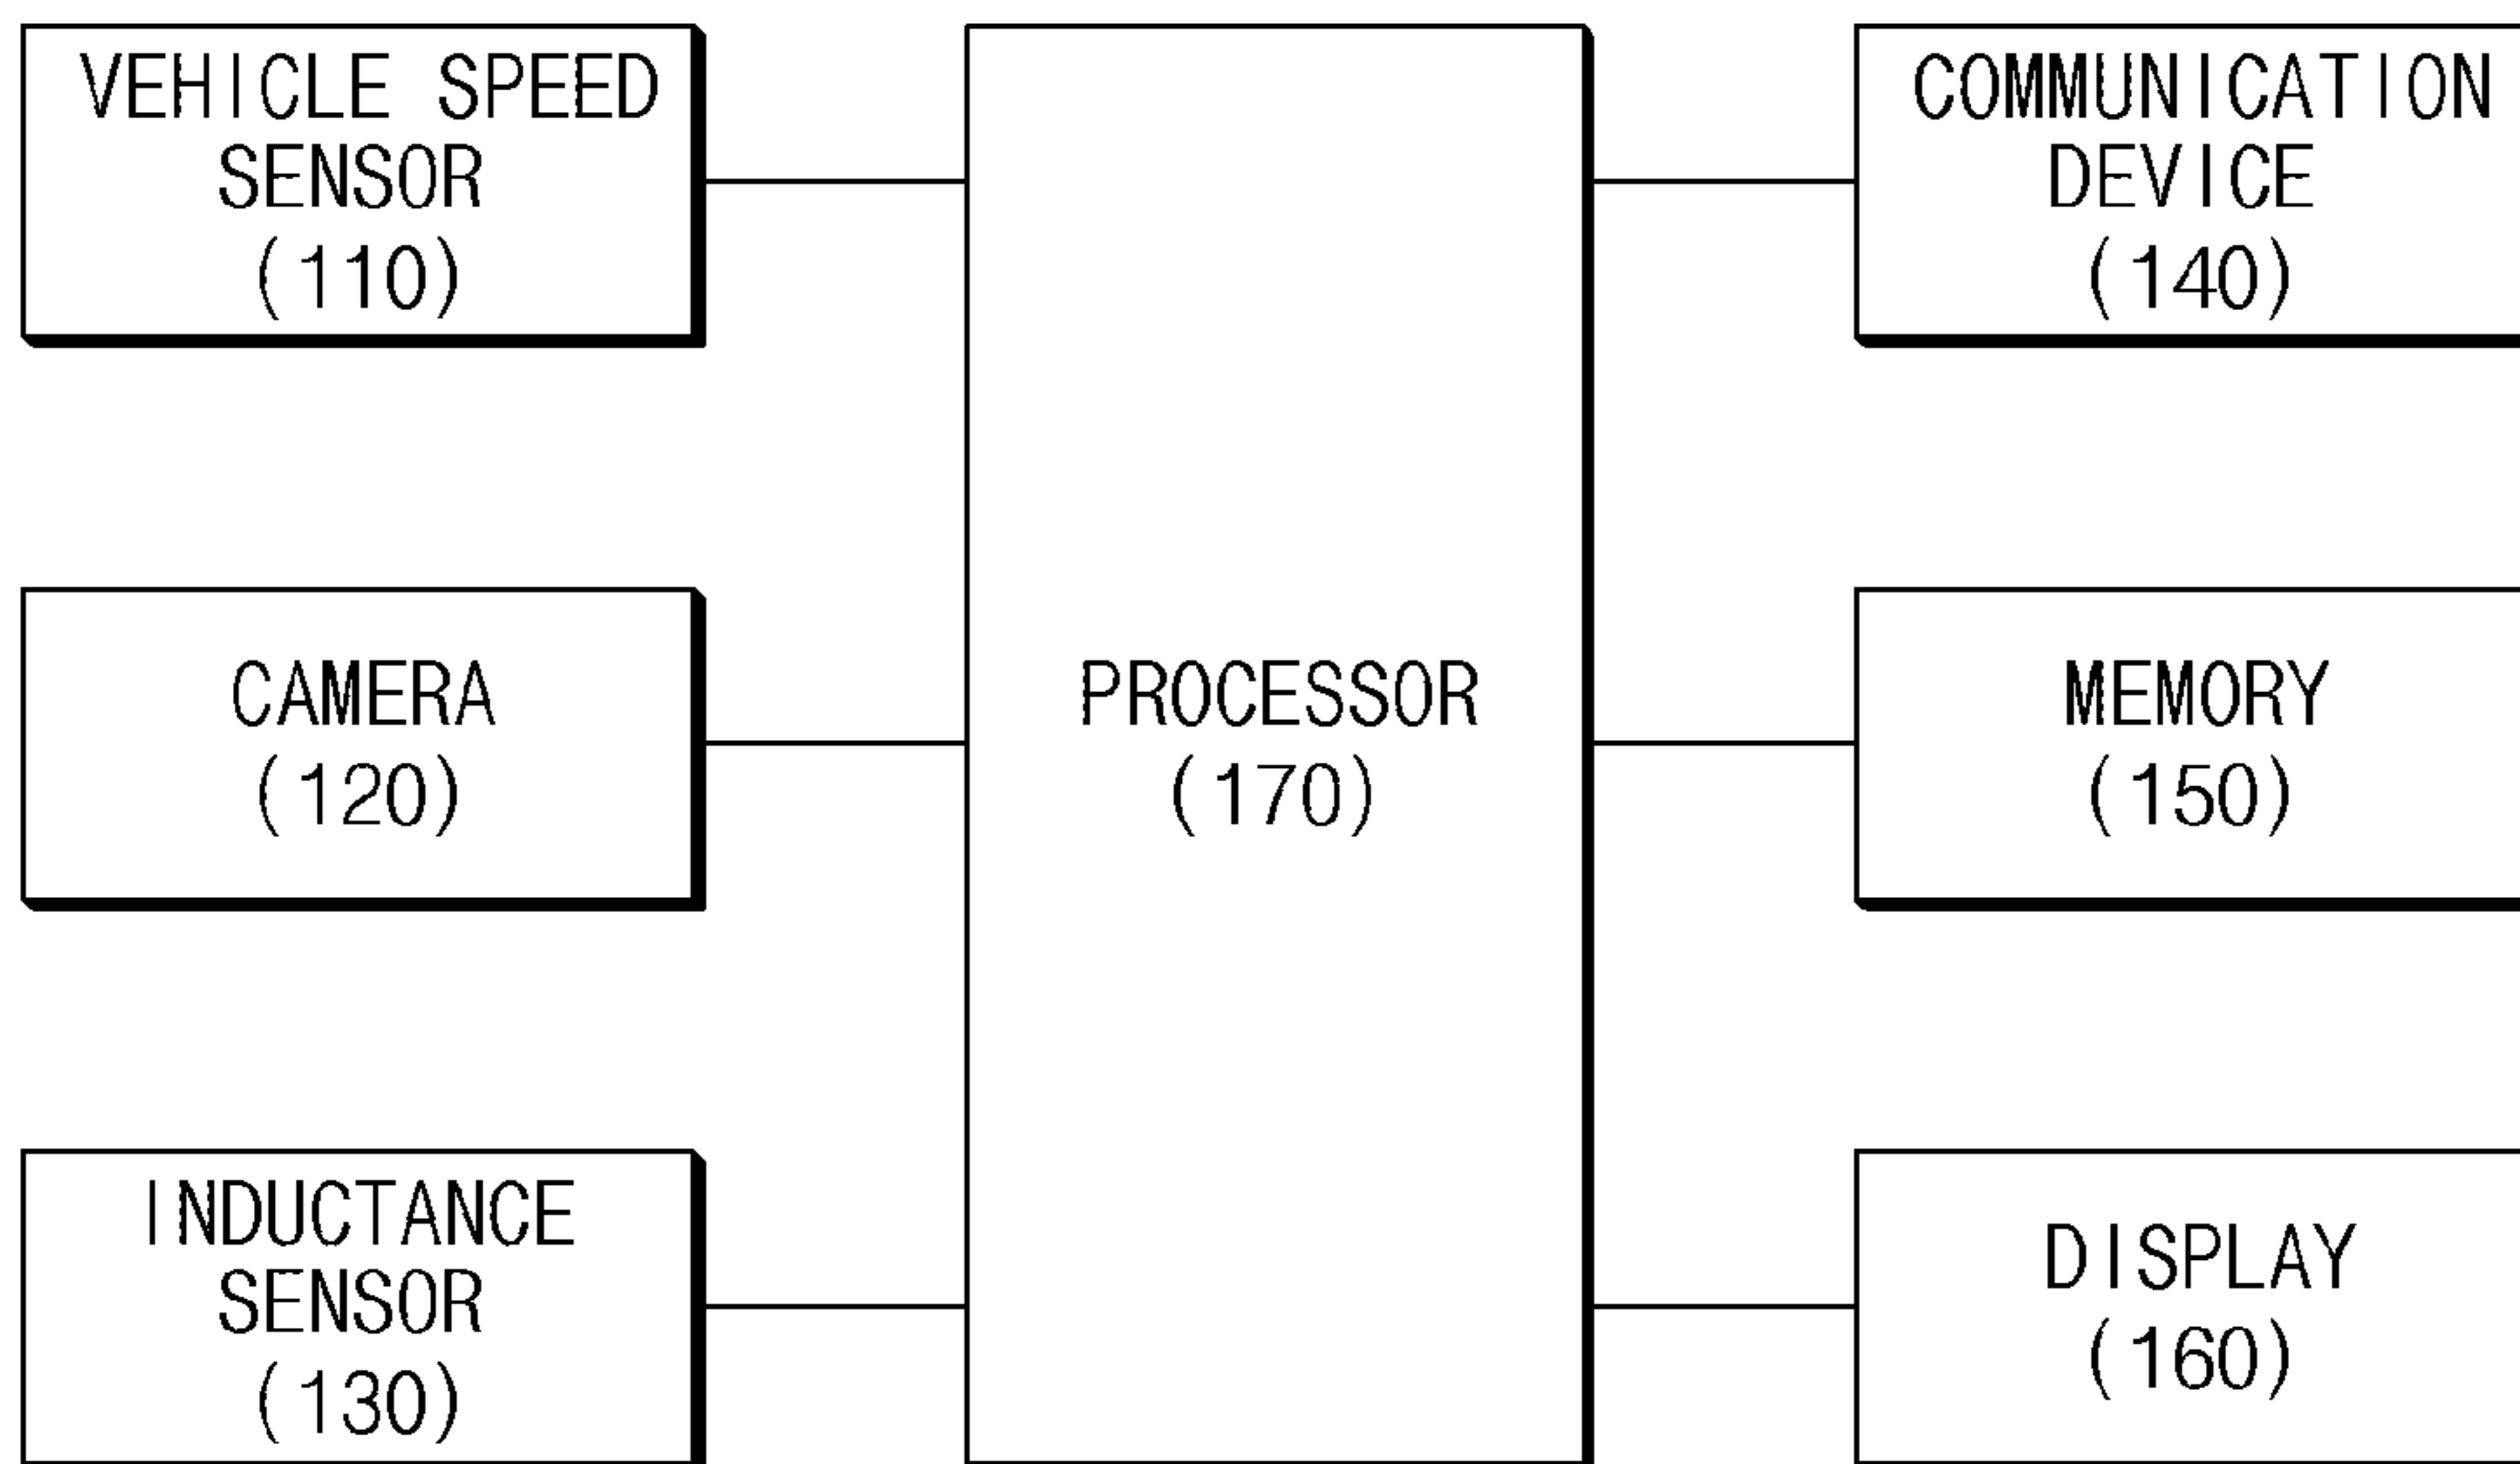 VEHICLE SPEED
SENSOR
(110)
CAMERA
(120)
INDUCTANCE
SENSOR
(130)
PROCESSOR
(170)
COMMUNICATION
DEVICE
(140)
MEMORY
(150)
DISPLAY
(160)